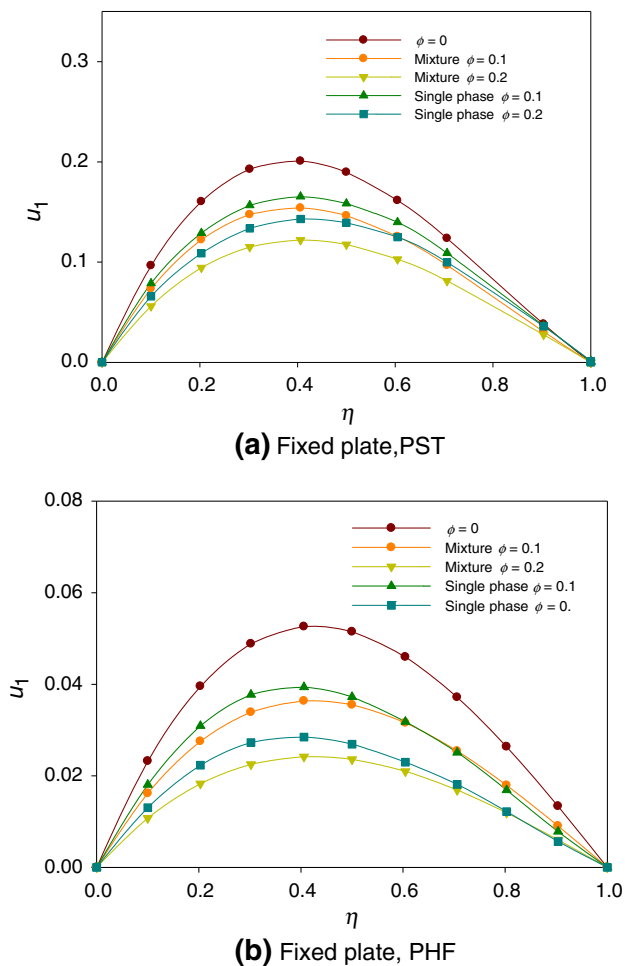 0.3
0.2
0.1
0.0
u1
ϕ = 0
Mixture ϕ = 0.1
Mixture ϕ = 0.2
Single phase ϕ = 0.1
Single phase ϕ = 0.2
0.0 0.2 0.4 0.6 0.8 1.0
η
(a) Fixed plate,PST
0.08
0.06
0.04
0.02
0.00
u1
ϕ = 0
Mixture ϕ = 0.1
Mixture ϕ = 0.2
Single phase ϕ = 0.1
Single phase ϕ = 0.
0.0 0.2 0.4 0.6 0.8 1.0
η
(b) Fixed plate, PHF